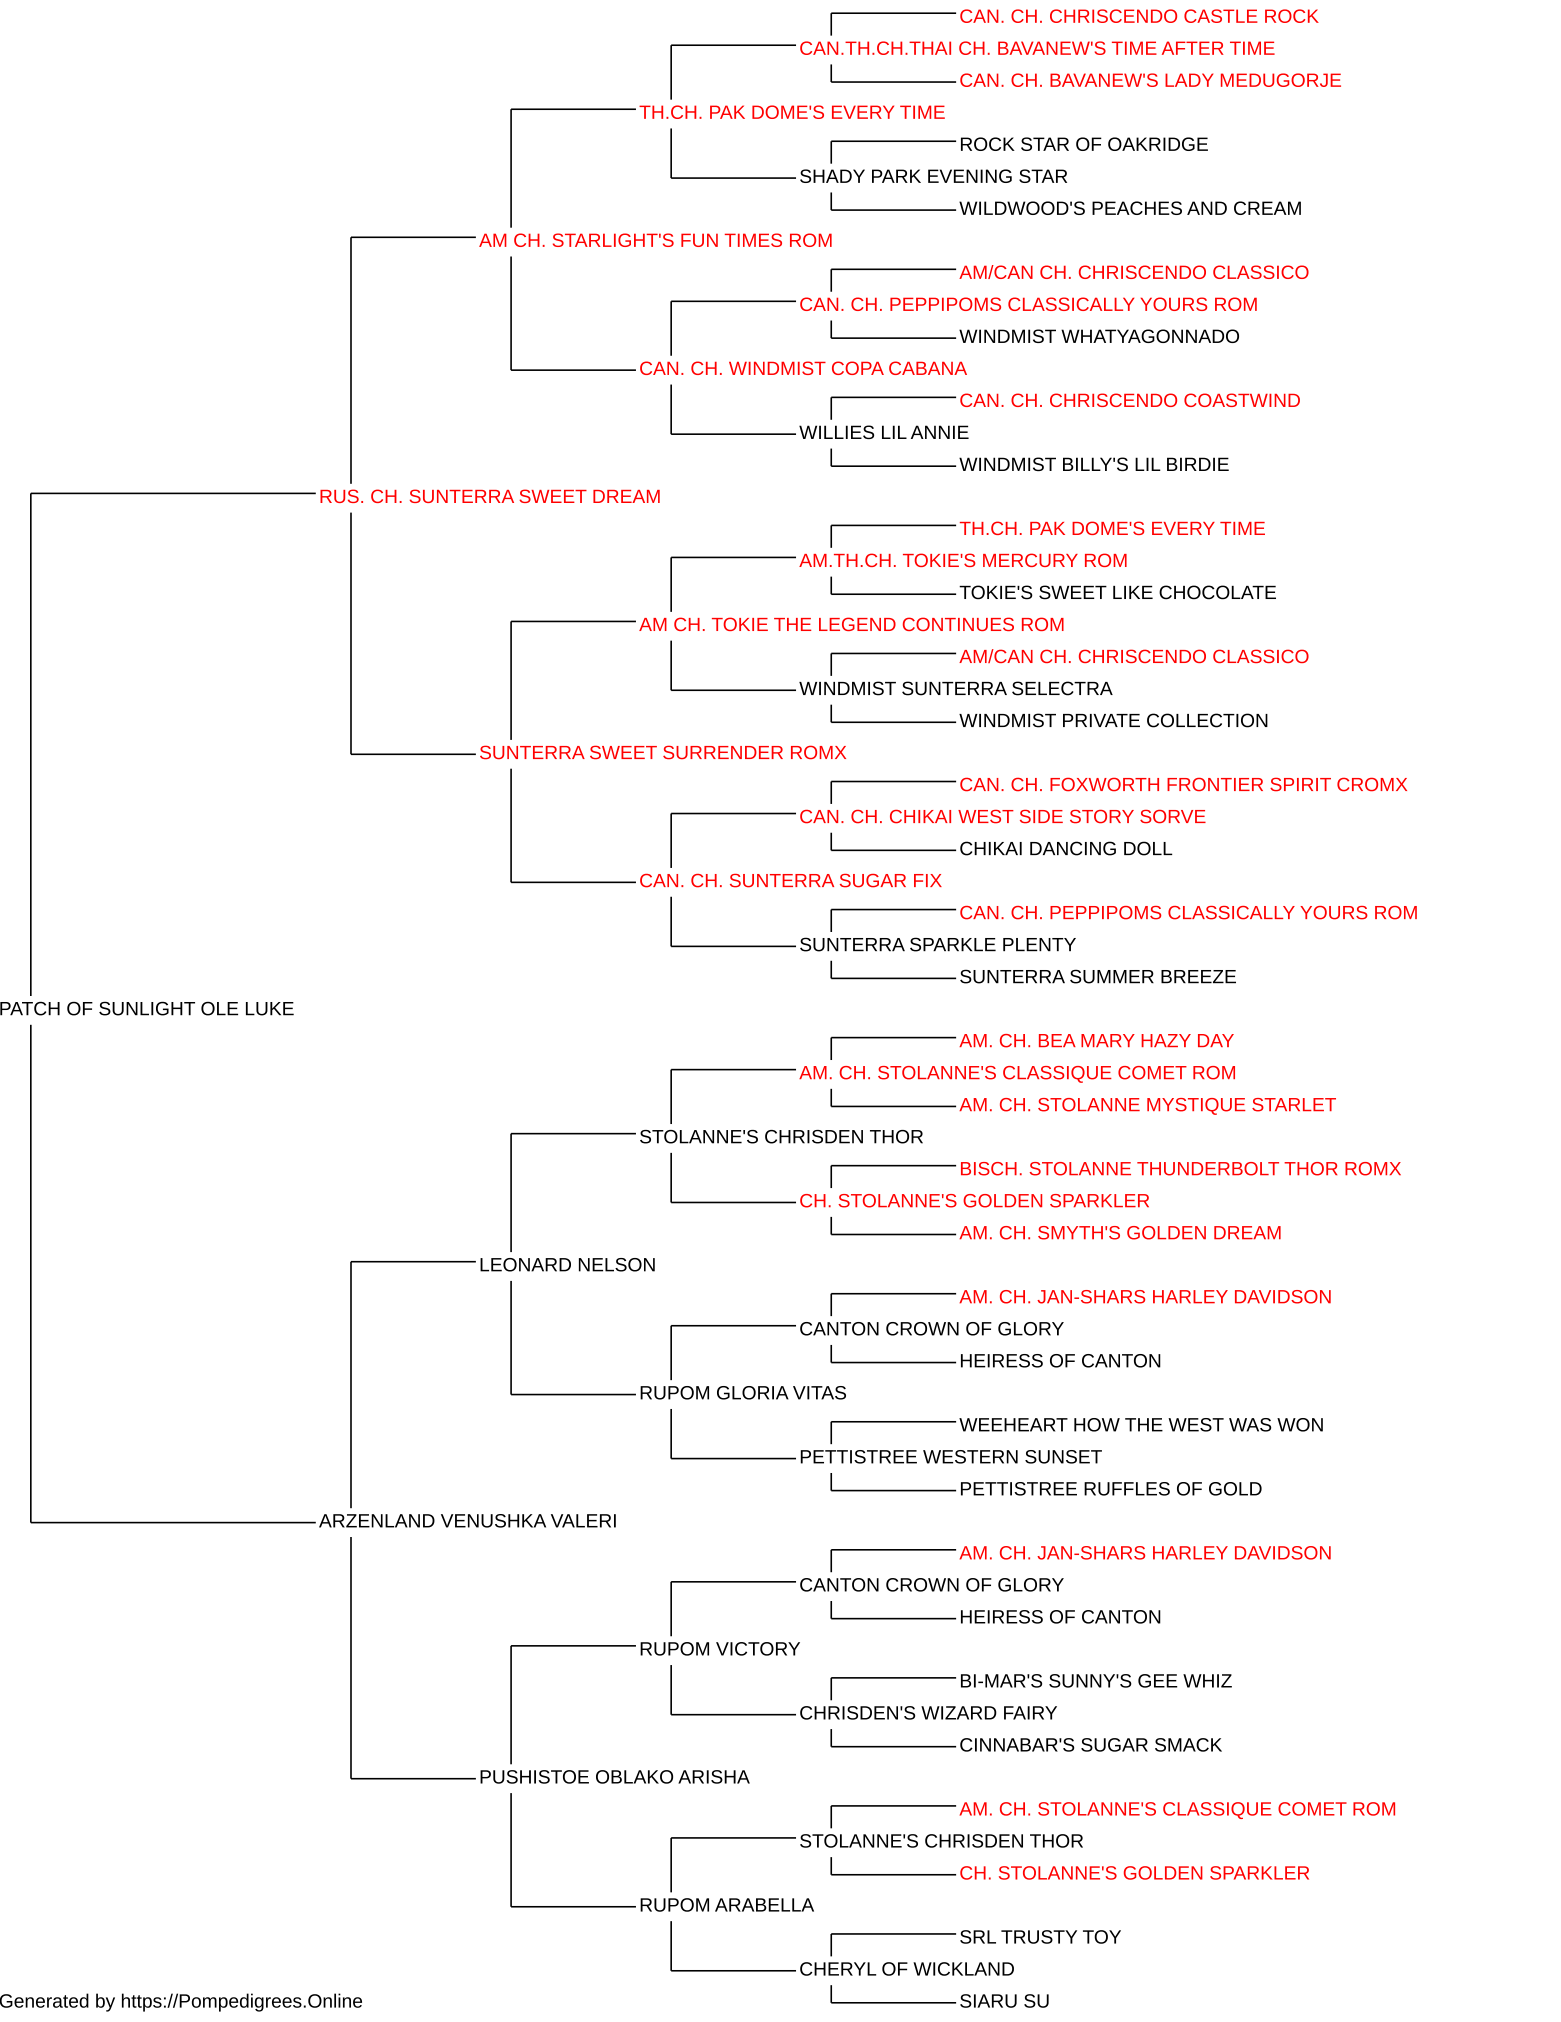 CAN. CH. CHRISCENDO CASTLE ROCK
CAN.TH.CH.THAI CH. BAVANEW'S TIME AFTER TIME
CAN. CH. BAVANEW'S LADY MEDUGORJE
TH.CH. PAK DOME'S EVERY TIME
ROCK STAR OF OAKRIDGE
SHADY PARK EVENING STAR
WILDWOOD'S PEACHES AND CREAM
AM CH. STARLIGHT'S FUN TIMES ROM
AM/CAN CH. CHRISCENDO CLASSICO
CAN. CH. PEPPIPOMS CLASSICALLY YOURS ROM
WINDMIST WHATYAGONNADO
CAN. CH. WINDMIST COPA CABANA
CAN. CH. CHRISCENDO COASTWIND
WILLIES LIL ANNIE
WINDMIST BILLY'S LIL BIRDIE
RUS. CH. SUNTERRA SWEET DREAM
TH.CH. PAK DOME'S EVERY TIME
AM.TH.CH. TOKIE'S MERCURY ROM
TOKIE'S SWEET LIKE CHOCOLATE
AM CH. TOKIE THE LEGEND CONTINUES ROM
AM/CAN CH. CHRISCENDO CLASSICO
WINDMIST SUNTERRA SELECTRA
WINDMIST PRIVATE COLLECTION
SUNTERRA SWEET SURRENDER ROMX
CAN. CH. FOXWORTH FRONTIER SPIRIT CROMX
CAN. CH. CHIKAI WEST SIDE STORY SORVE
CHIKAI DANCING DOLL
CAN. CH. SUNTERRA SUGAR FIX
CAN. CH. PEPPIPOMS CLASSICALLY YOURS ROM
SUNTERRA SPARKLE PLENTY
SUNTERRA SUMMER BREEZE
PATCH OF SUNLIGHT OLE LUKE
AM. CH. BEA MARY HAZY DAY
AM. CH. STOLANNE'S CLASSIQUE COMET ROM
AM. CH. STOLANNE MYSTIQUE STARLET
STOLANNE'S CHRISDEN THOR
BISCH. STOLANNE THUNDERBOLT THOR ROMX
CH. STOLANNE'S GOLDEN SPARKLER
AM. CH. SMYTH'S GOLDEN DREAM
LEONARD NELSON
AM. CH. JAN-SHARS HARLEY DAVIDSON
CANTON CROWN OF GLORY
HEIRESS OF CANTON
RUPOM GLORIA VITAS
WEEHEART HOW THE WEST WAS WON
PETTISTREE WESTERN SUNSET
PETTISTREE RUFFLES OF GOLD
ARZENLAND VENUSHKA VALERI
AM. CH. JAN-SHARS HARLEY DAVIDSON
CANTON CROWN OF GLORY
HEIRESS OF CANTON
RUPOM VICTORY
BI-MAR'S SUNNY'S GEE WHIZ
CHRISDEN'S WIZARD FAIRY
CINNABAR'S SUGAR SMACK
PUSHISTOE OBLAKO ARISHA
AM. CH. STOLANNE'S CLASSIQUE COMET ROM
STOLANNE'S CHRISDEN THOR
CH. STOLANNE'S GOLDEN SPARKLER
RUPOM ARABELLA
SRL TRUSTY TOY
CHERYL OF WICKLAND
SIARU SU
Generated by https://Pompedigrees.Online